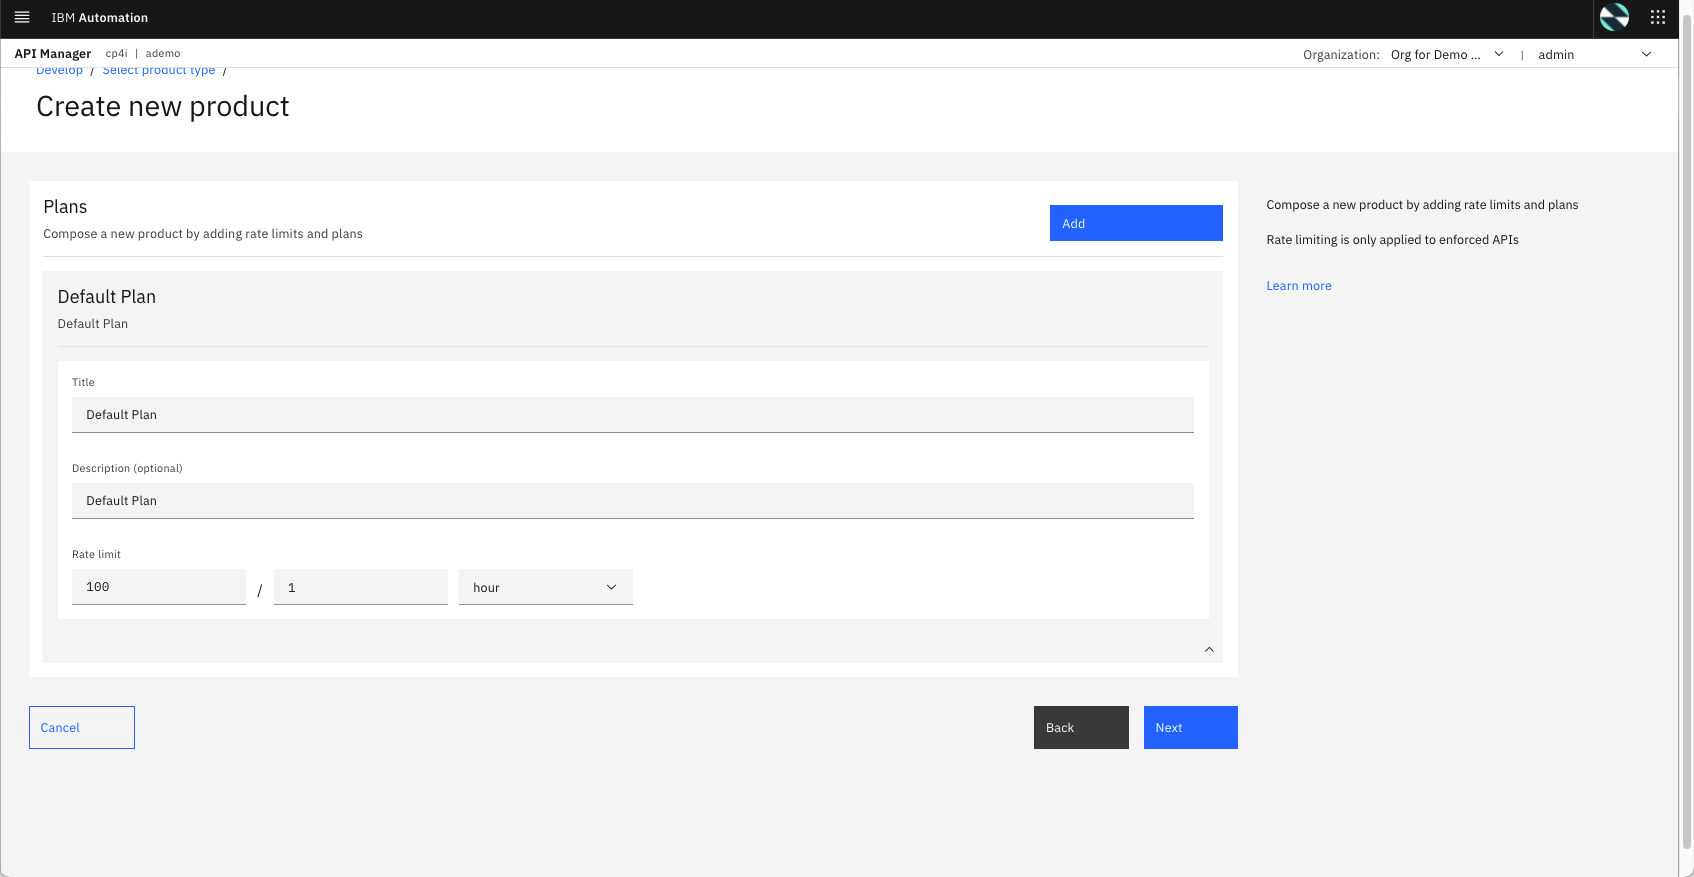 IBM Automation
API Manager cp4i | ademo Organization: Org for Demo ... | admin
Develop / Select product type /
Create new product
Plans
Compose a new product by adding rate limits and plans
Add
Compose a new product by adding rate limits and plans
Rate limiting is only applied to enforced APIs
Learn more
Default Plan
Default Plan
Title
Default Plan
Description (optional)
Default Plan
Rate limit
100 / 1 hour
Cancel Back Next